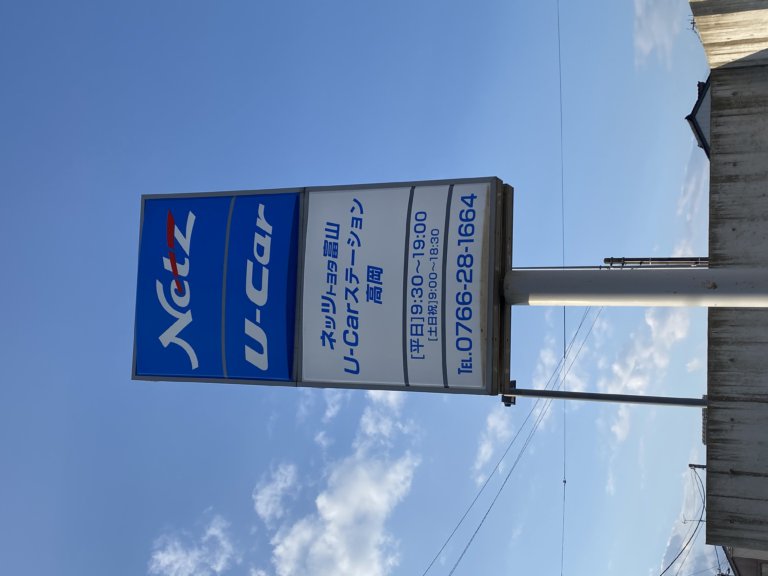 Netz
U-Car
ネッツトヨタ富山
U-Carステーション
高岡
[平日]9:30~19:00
[土日祝]9:00~18:30
TEL.0766-28-1664